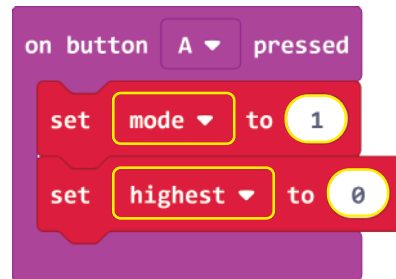 on button A pressed
set mode to 1
set highest to 0